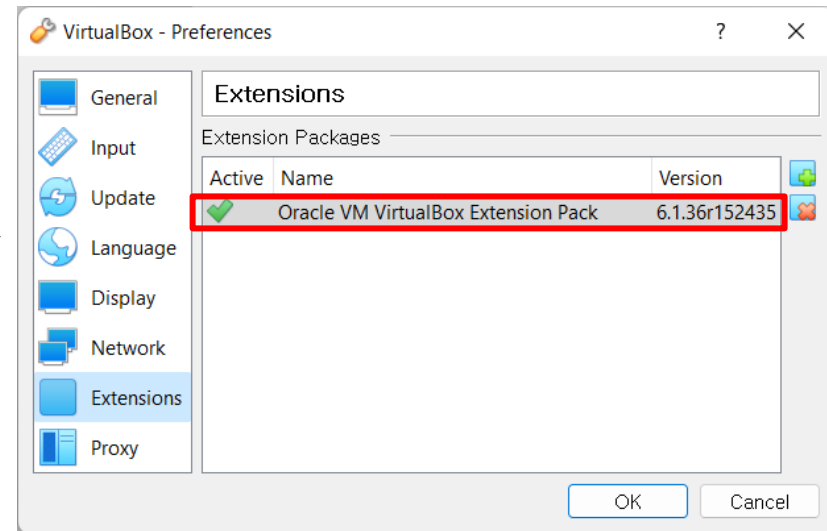 VirtualBox - Preferences ? ×
General
Input
Update
Language
Display
Network
Extensions
Proxy
Extensions
Extension Packages
Active Name Version
Oracle VM VirtualBox Extension Pack 6.1.36r152435
OK Cancel